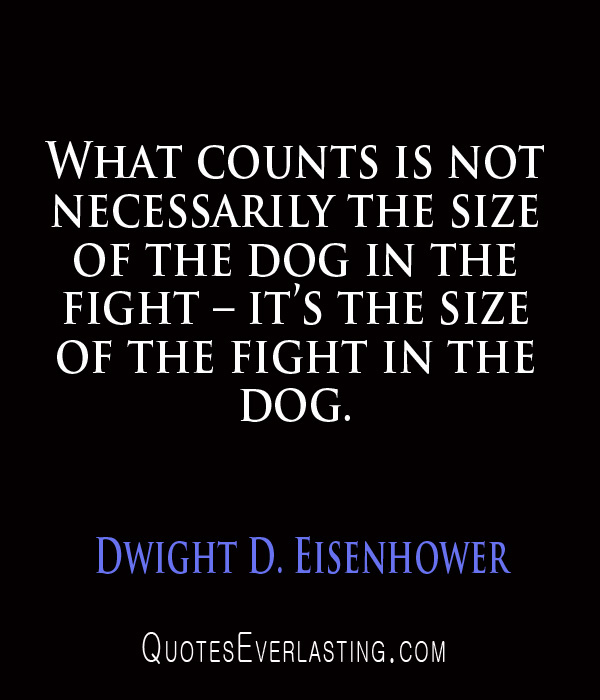 What counts is not
necessarily the size
of the dog in the
fight – it’s the size
of the fight in the
dog.
Dwight D. Eisenhower
QuotesEverlasting.com